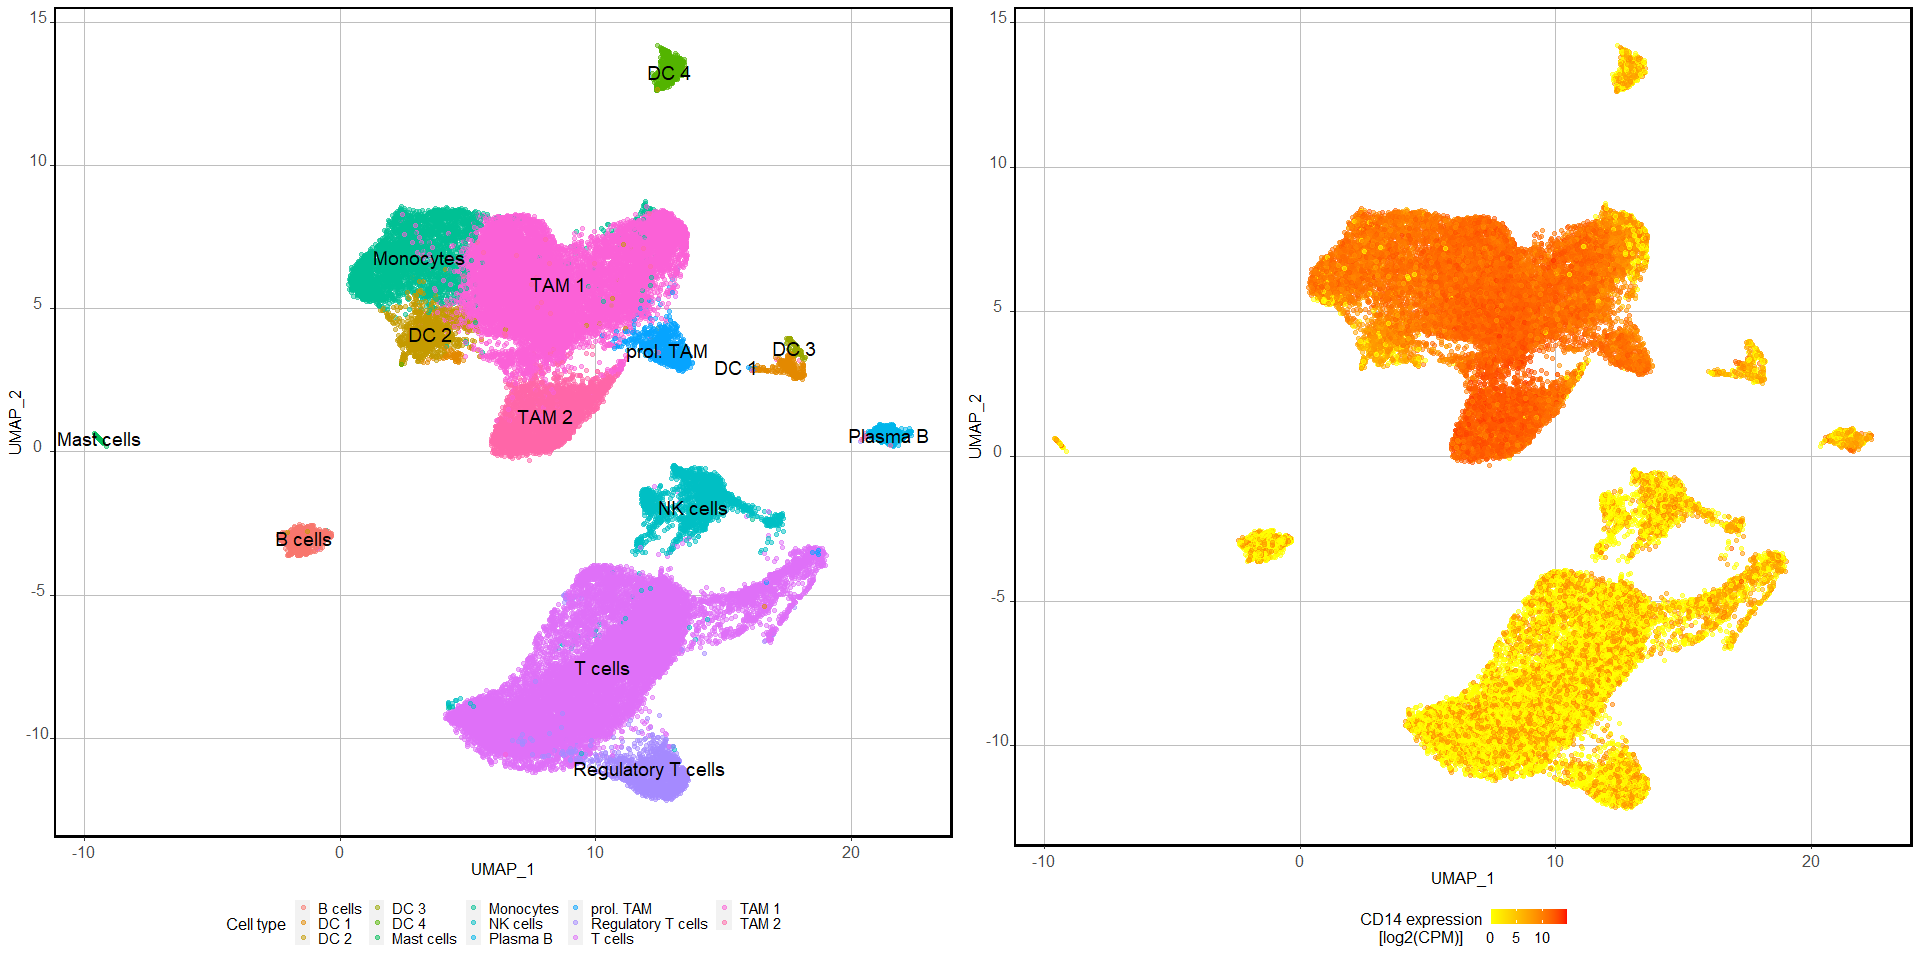 15
10
5
0
-5
-10
UMAP_2
DC 4
Monocytes
TAM 1
DC 2
prol. TAM
DC 3
DC 1
TAM 2
Mast cells
Plasma B
NK cells
B cells
T cells
Regulatory T cells
-10 0 10 20
UMAP_1
Cell type
B cells DC 3 Monocytes prol. TAM TAM 1
DC 1 DC 4 NK cells Regulatory T cells TAM 2
DC 2 Mast cells Plasma B T cells
15
10
5
0
-5
-10
UMAP_2
-10 0 10 20
UMAP_1
CD14 expression
[log2(CPM)] 0 5 10